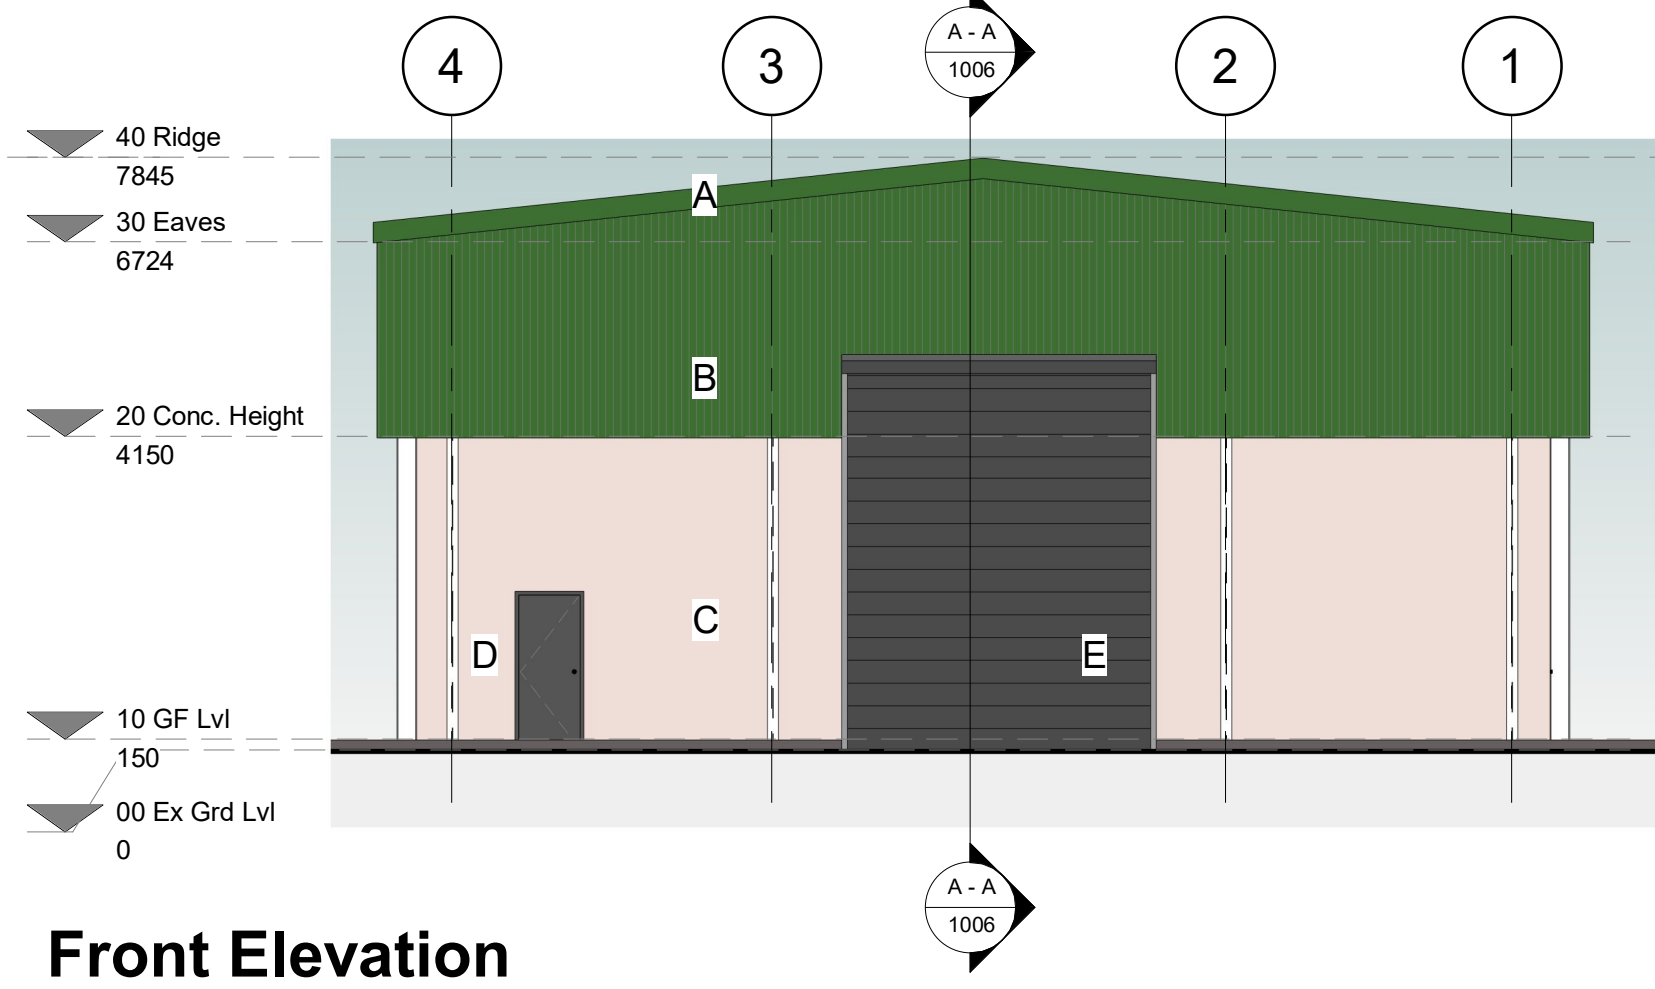 4
3
A - A
1006
2
1
40 Ridge
7845
30 Eaves
6724
20 Conc. Height
4150
10 GF Lvl
150
00 Ex Grd Lvl
0
A
B
C
D
E
A - A
1006
Front Elevation